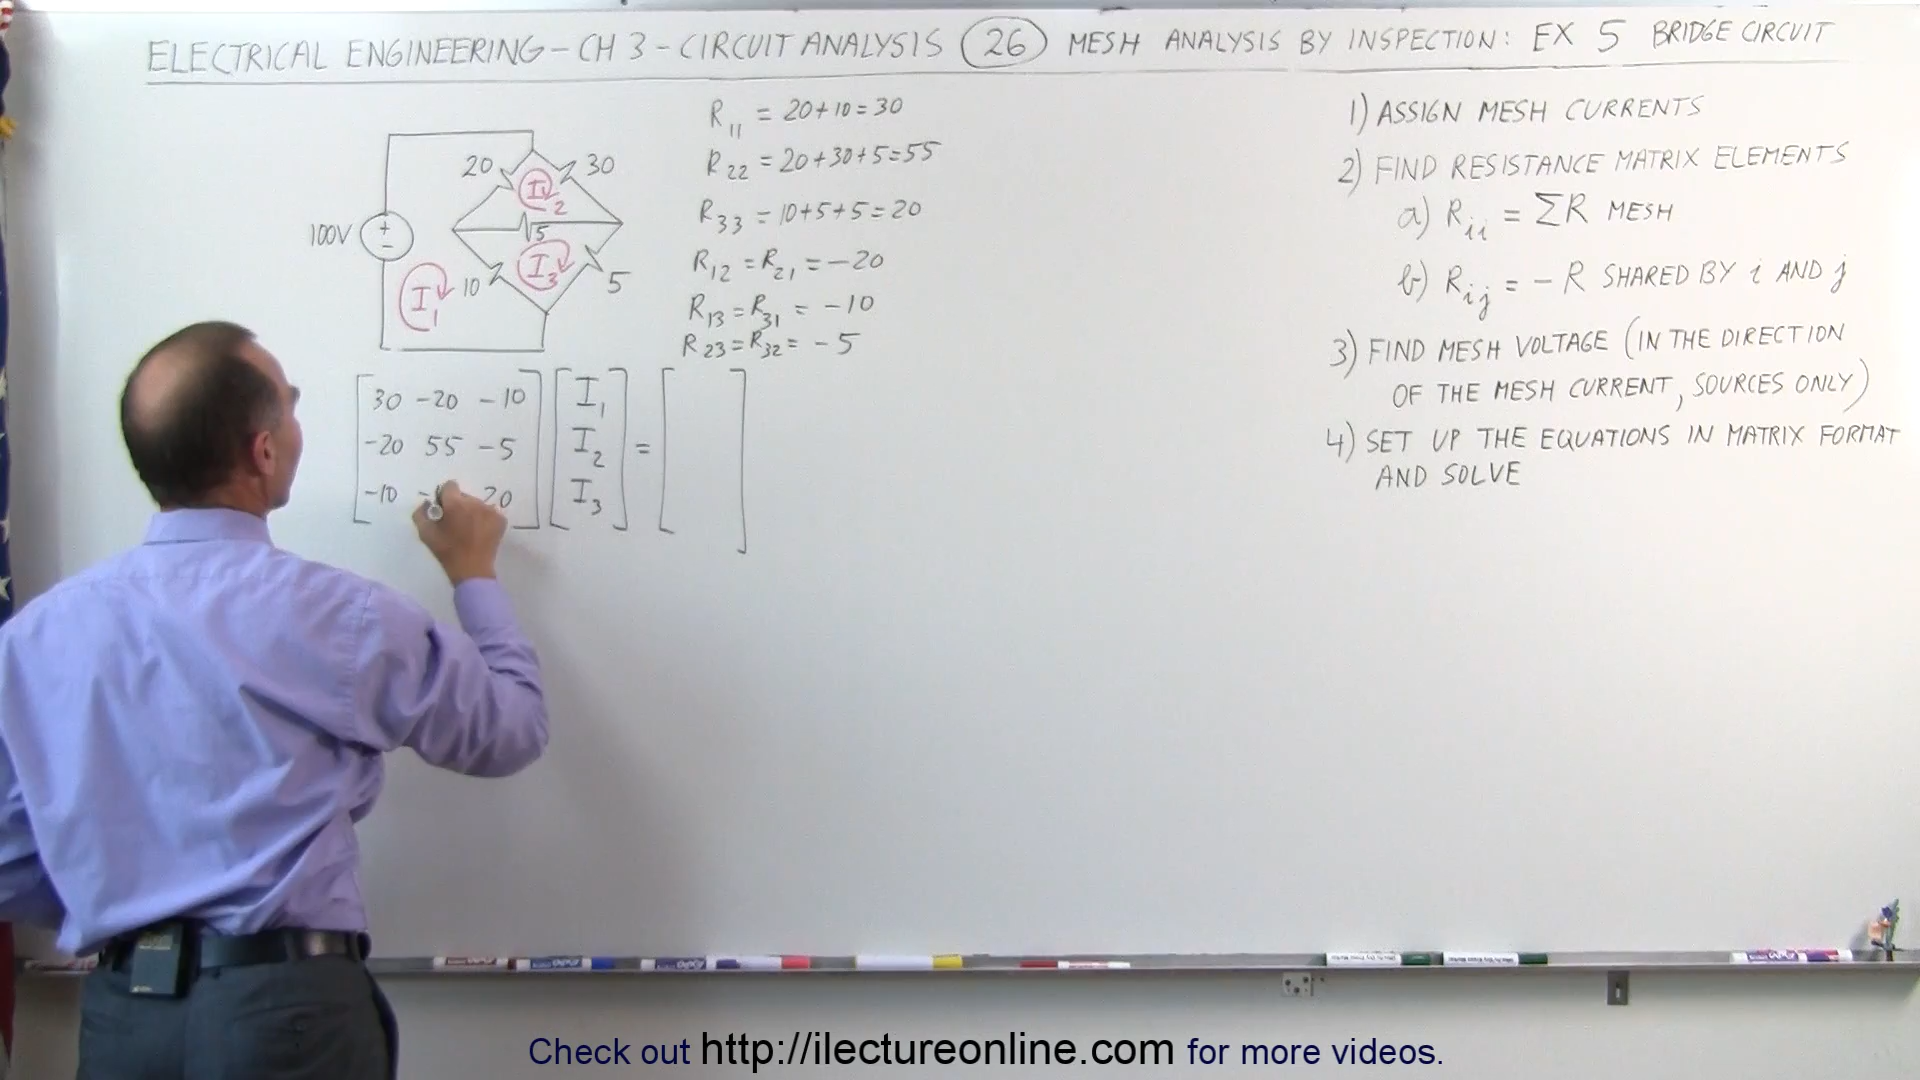 ELECTRICAL ENGINEERING - CH 3 - CIRCUIT ANALYSIS 26 MESH ANALYSIS BY INSPECTION: EX 5 BRIDGE CIRCUIT
20 30
I2
100V + −
5
I1 10 I3 5
R11 = 20+10=30
R22 = 20+30+5=55
R33 = 10+5+5=20
R12 = R21 = −20
R13 = R31 = −10
R23 = R32 = −5
30 −20 −10 I1
−20 55 −5 I2 =
−10 20 I3
1) ASSIGN MESH CURRENTS
2) FIND RESISTANCE MATRIX ELEMENTS
a) Rii = ΣR MESH
b) Rij = − R SHARED BY i AND j
3) FIND MESH VOLTAGE (IN THE DIRECTION
OF THE MESH CURRENT, SOURCES ONLY)
4) SET UP THE EQUATIONS IN MATRIX FORMAT
AND SOLVE
Check out http://ilectureonline.com for more videos.